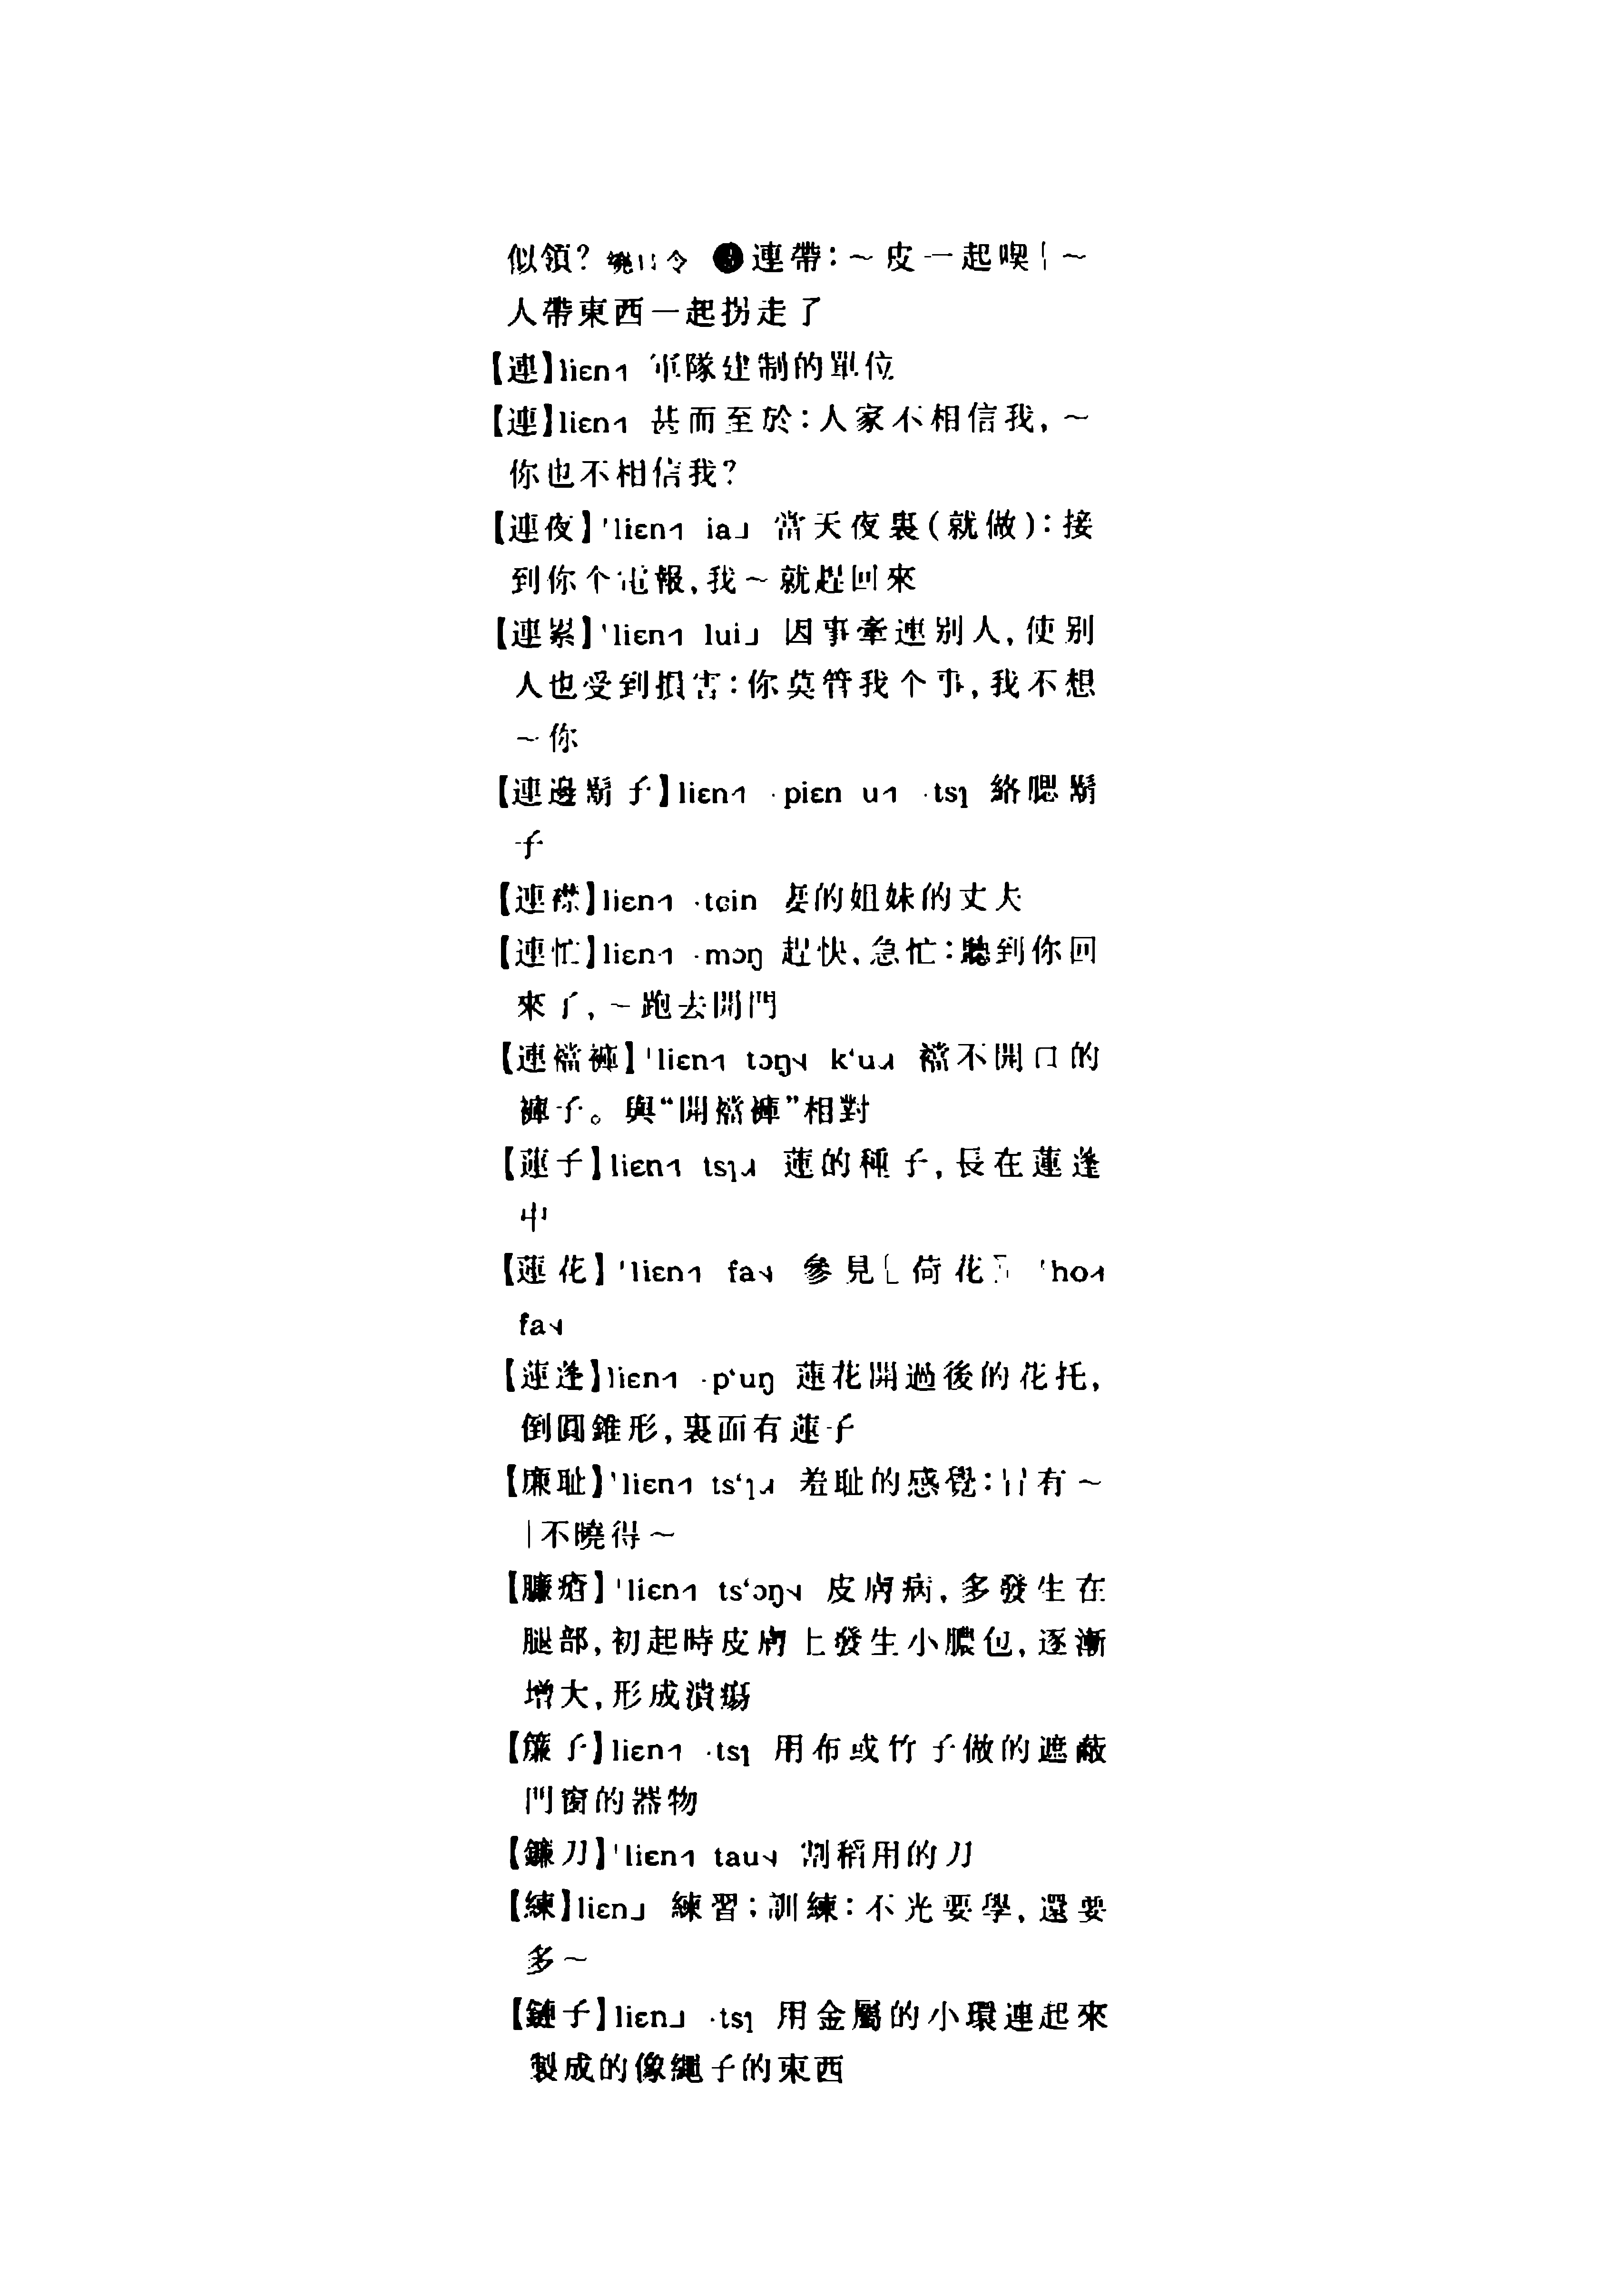 似領？繞口令 ❸連帶：～皮一起喫｜～
人帶東西一起拐走了
【連】liɛn˧˥ 軍隊建制的單位
【連】liɛn˧˥ 甚而至於：人家不相信我，～
你也不相信我？
【連夜】'liɛn˧˥ ia˩ 當天夜裏（就做）：接
到你个電報，我～就趕回來
【連累】'liɛn˧˥ lui˩ 因事牽連别人，使别
人也受到損害：你莫管我个事，我不想
～你
【連邊鬍子】liɛn˧˥ ·piɛn u˧˥ ·tsɿ 絡腮鬍
子
【連襟】liɛn˧˥ ·tɕin 妻的姐妹的丈夫
【連忙】liɛn˧˥ ·mɔŋ 趕快，急忙：聽到你回
來了，～跑去開門
【連襠褲】'liɛn˧˥ tɔŋ k‘u 襠不開口的
褲子。與“開襠褲”相對
【蓮子】liɛn˧˥ tsɿ 蓮的種子，長在蓮蓬
中
【蓮花】'liɛn˧˥ fa 參見〖荷花〗 'ho
fa
【蓮蓬】liɛn˧˥ ·p‘uŋ 蓮花開過後的花托，
倒圓錐形，裏面有蓮子
【廉耻】'liɛn˧˥ ts‘ɿ 羞耻的感覺：冇有～
｜不曉得～
【臁瘡】'liɛn˧˥ ts‘ɔŋ 皮膚病，多發生在
腿部，初起時皮膚上發生小膿包，逐漸
增大，形成潰瘍
【簾子】liɛn˧˥ ·tsɿ 用布或竹子做的遮蔽
門窗的器物
【鐮刀】'liɛn˧˥ tau 割稻用的刀
【練】liɛn˩ 練習；訓練：不光要學，還要
多～
【鏈子】liɛn˩ ·tsɿ 用金屬的小環連起來
製成的像繩子的東西